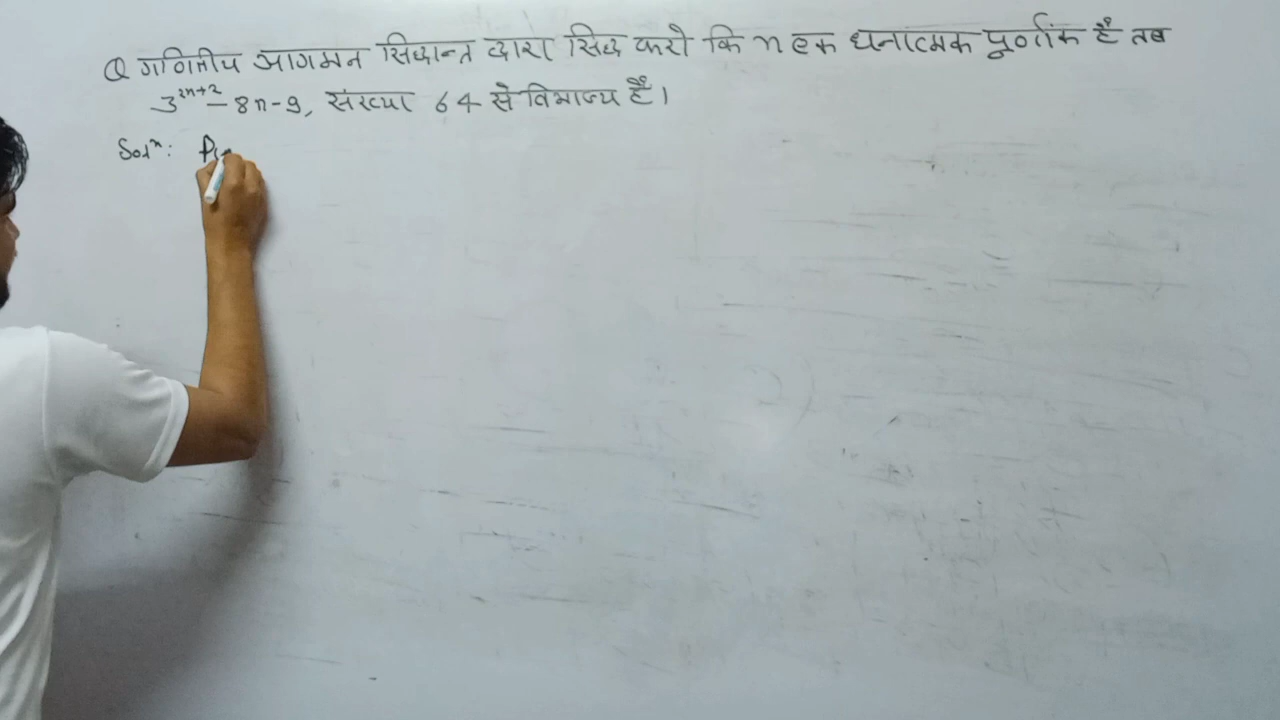 Q गणितीय आगमन सिद्धान्त द्वारा सिद्ध करो कि n एक धनात्मक पुर्णांक है तब
3^{2n+2} - 8n - 9, संख्या 64 से विभाज्य है।
Solⁿ: P(